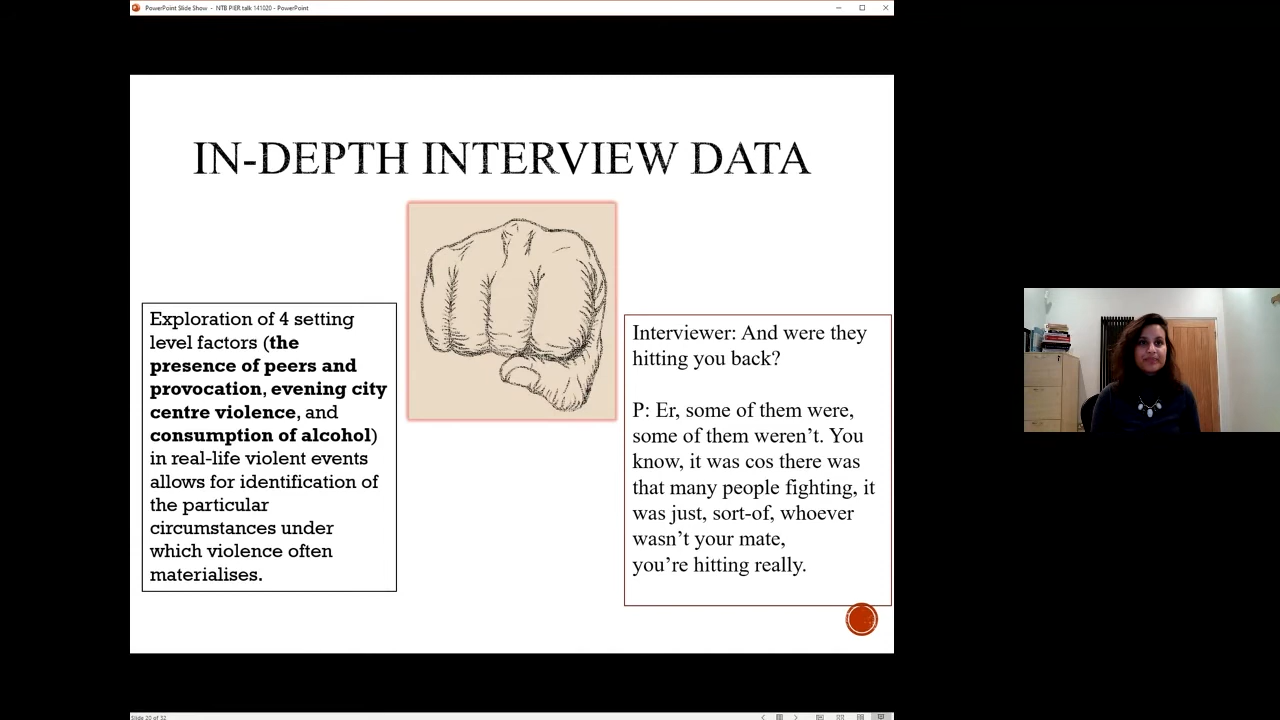 PowerPoint Slide Show - NTB PIER talk 141020 - PowerPoint
IN-DEPTH INTERVIEW DATA
Exploration of 4 setting
level factors (the
presence of peers and
provocation, evening city
centre violence, and
consumption of alcohol)
in real-life violent events
allows for identification of
the particular
circumstances under
which violence often
materialises.
Interviewer: And were they
hitting you back?
P: Er, some of them were,
some of them weren't. You
know, it was cos there was
that many people fighting, it
was just, sort-of, whoever
wasn't your mate,
you're hitting really.
Slide 20 of 32